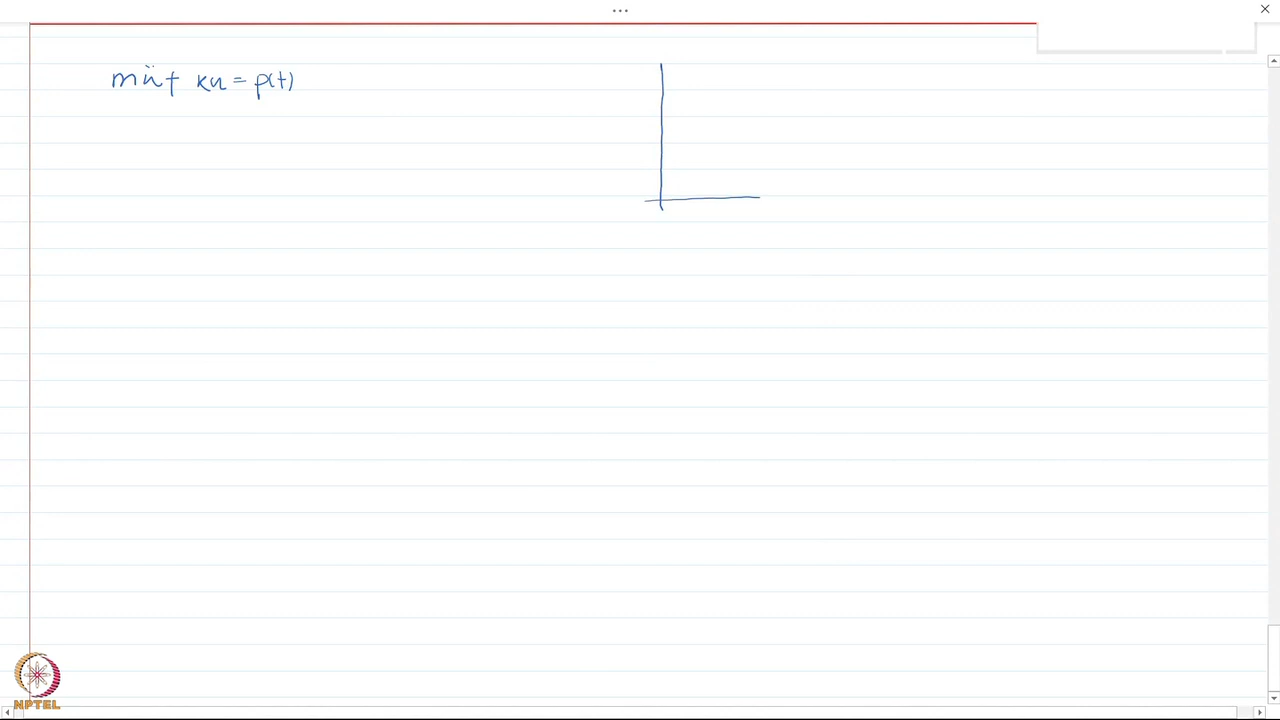 mü+ ku = p(t)
NPTEL